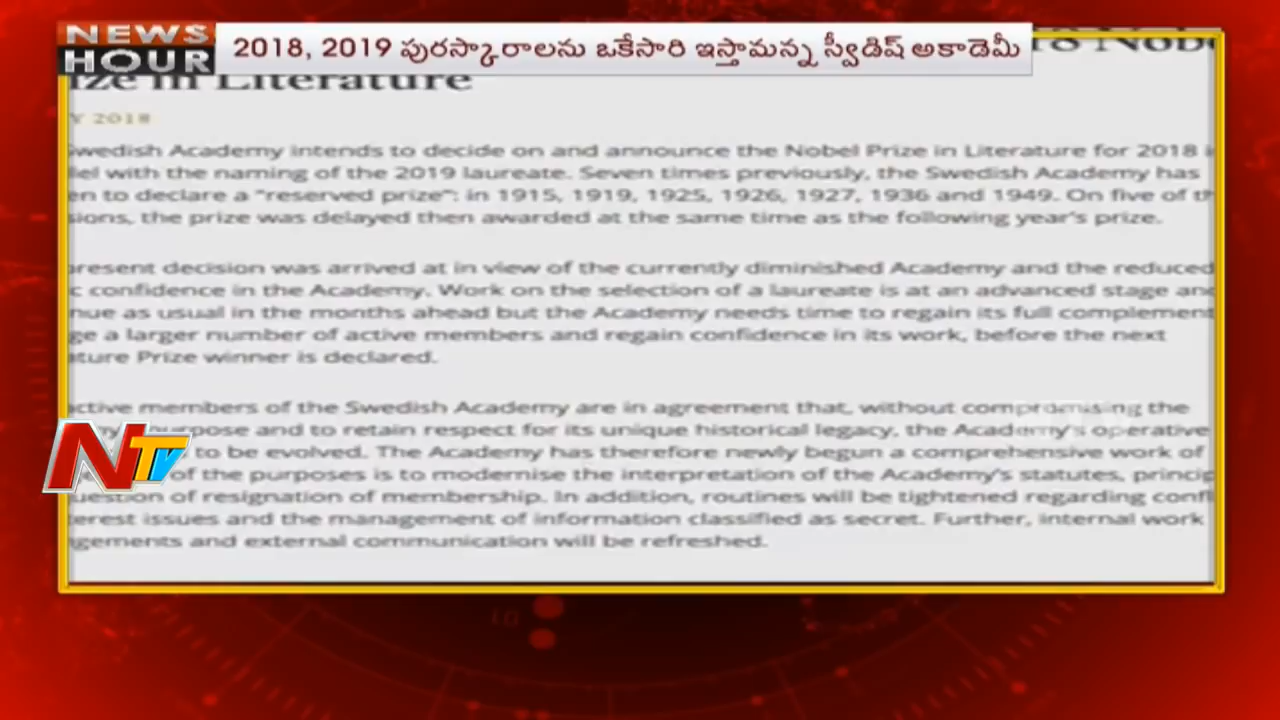 NEWS
HOUR
2018, 2019 పురస్కారాలను ఒకేసారి ఇస్తామన్న స్వీడిష్ అకాడెమీ
ize in Literature
Y 2018
Swedish Academy intends to decide on and announce the Nobel Prize in Literature for 2018
lel with the naming of the 2019 laureate. Seven times previously, the Swedish Academy has
en to declare a "reserved prize": in 1915, 1919, 1925, 1926, 1927, 1936 and 1949. On five of th
sions, the prize was delayed then awarded at the same time as the following year's prize.
present decision was arrived at in view of the currently diminished Academy and the reduced
c confidence in the Academy. Work on the selection of a laureate is at an advanced stage and
nue as usual in the months ahead but the Academy needs time to regain its full complement
ge a larger number of active members and regain confidence in its work, before the next
ature Prize winner is declared.
active members of the Swedish Academy are in agreement that, without compromising the
my's purpose and to retain respect for its unique historical legacy, the Academy's operative
to be evolved. The Academy has therefore newly begun a comprehensive work of
of the purposes is to modernise the interpretation of the Academy's statutes, princip
uestion of resignation of membership. In addition, routines will be tightened regarding confl
terest issues and the management of information classified as secret. Further, internal work
ngements and external communication will be refreshed.
NTV